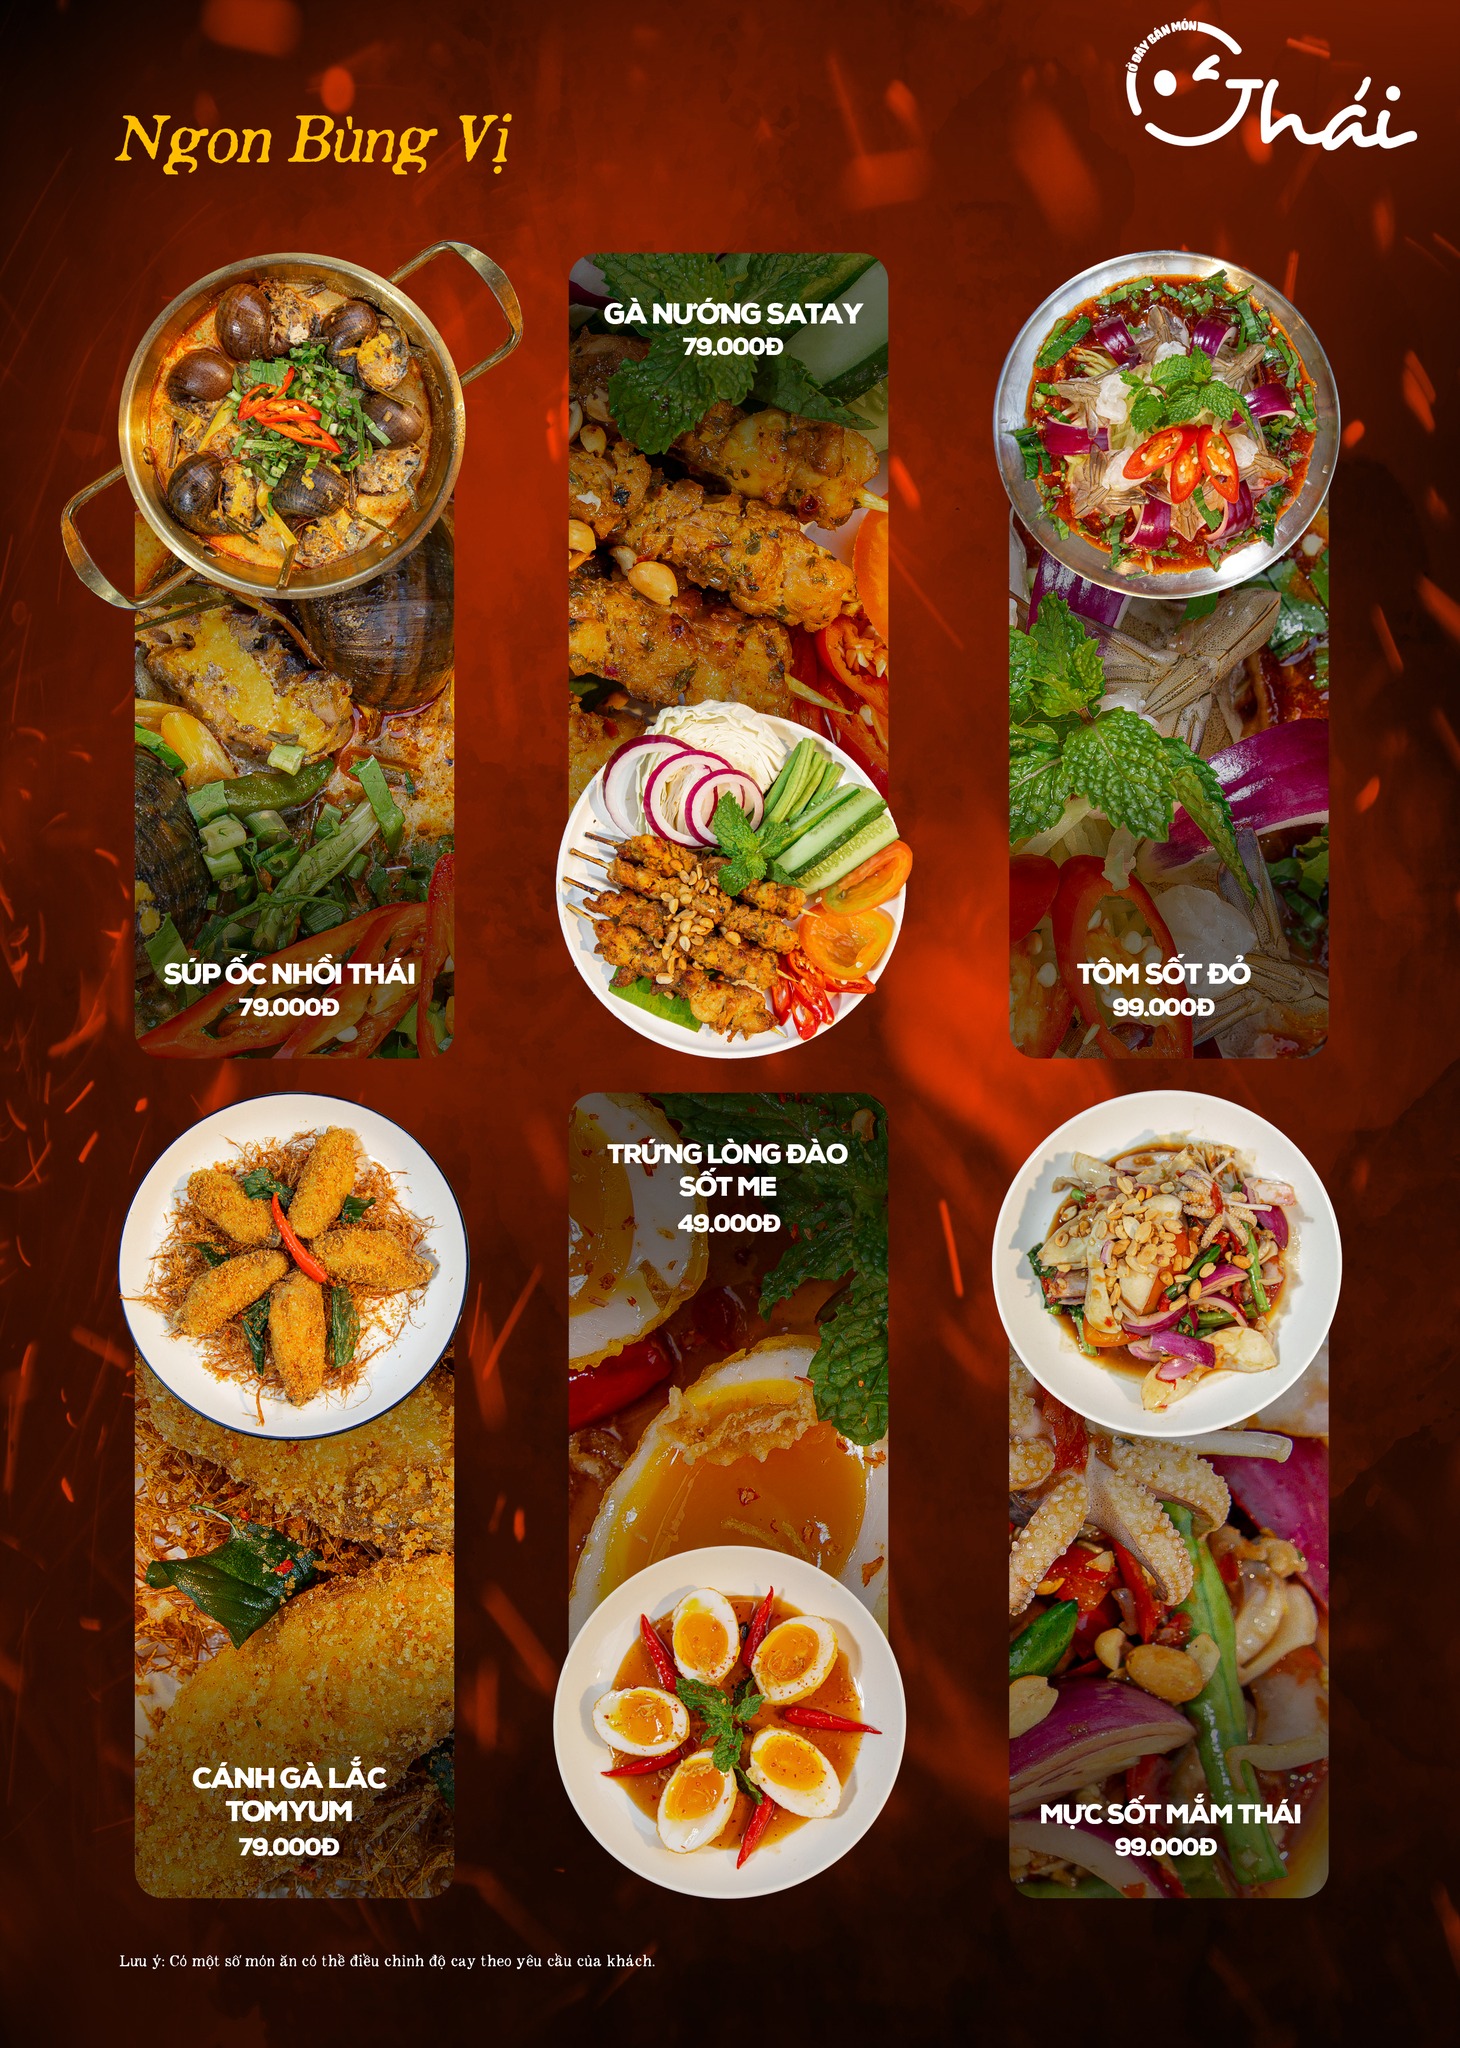 Ở ĐÂY BÁN MÓN
Thái
Ngon Bùng Vị
SÚP ỐC NHỒI THÁI
79.000Đ
GÀ NƯỚNG SATAY
79.000Đ
TÔM SỐT ĐỎ
99.000Đ
CÁNH GÀ LẮC
TOMYUM
79.000Đ
TRỨNG LÒNG ĐÀO
SỐT ME
49.000Đ
MỰC SỐT MẮM THÁI
99.000Đ
Lưu ý: Có một số món ăn có thể điều chỉnh độ cay theo yêu cầu của khách.